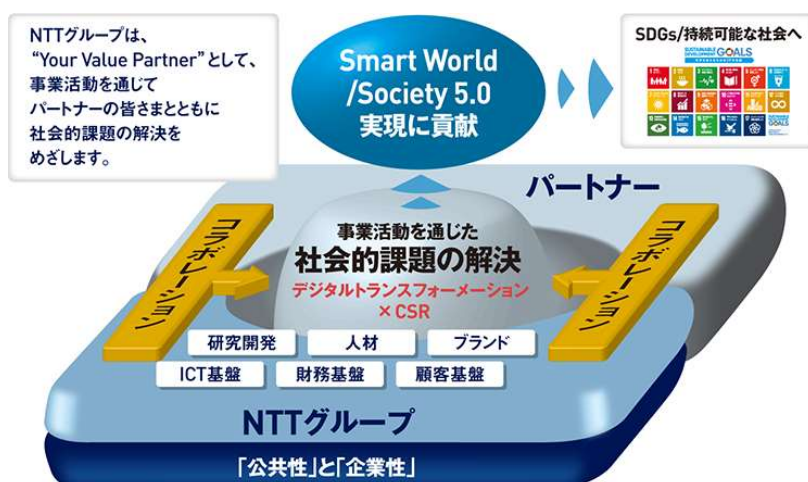 NTTグループは、
“Your Value Partner”として、
事業活動を通じて
パートナーの皆さまとともに
社会的課題の解決を
めざします。
Smart World
/Society 5.0
実現に貢献
SDGs/持続可能な社会へ
SUSTAINABLE
DEVELOPMENT GOALS
パートナー
コラボレーション
コラボレーション
事業活動を通じた
社会的課題の解決
デジタルトランスフォーメーション
×CSR
研究開発
人材
ブランド
ICT基盤
財務基盤
顧客基盤
NTTグループ
「公共性」と「企業性」